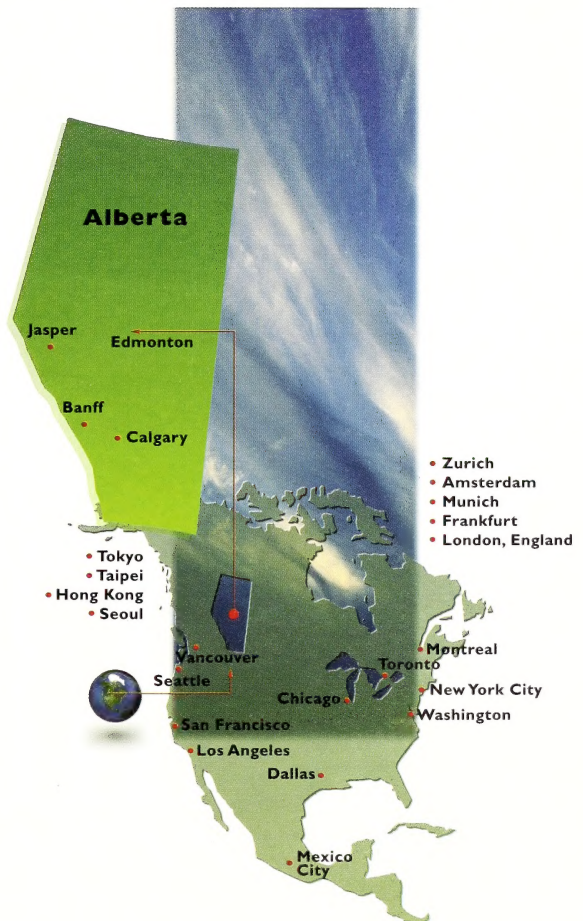 Alberta
Jasper
Edmonton
Banff
Calgary
Zurich
Amsterdam
Munich
Frankfurt
London, England
Tokyo
Taipei
Hong Kong
Seoul
Vancouver
Seattle
Montreal
Toronto
Chicago
New York City
Washington
San Francisco
Los Angeles
Dallas
Mexico
City